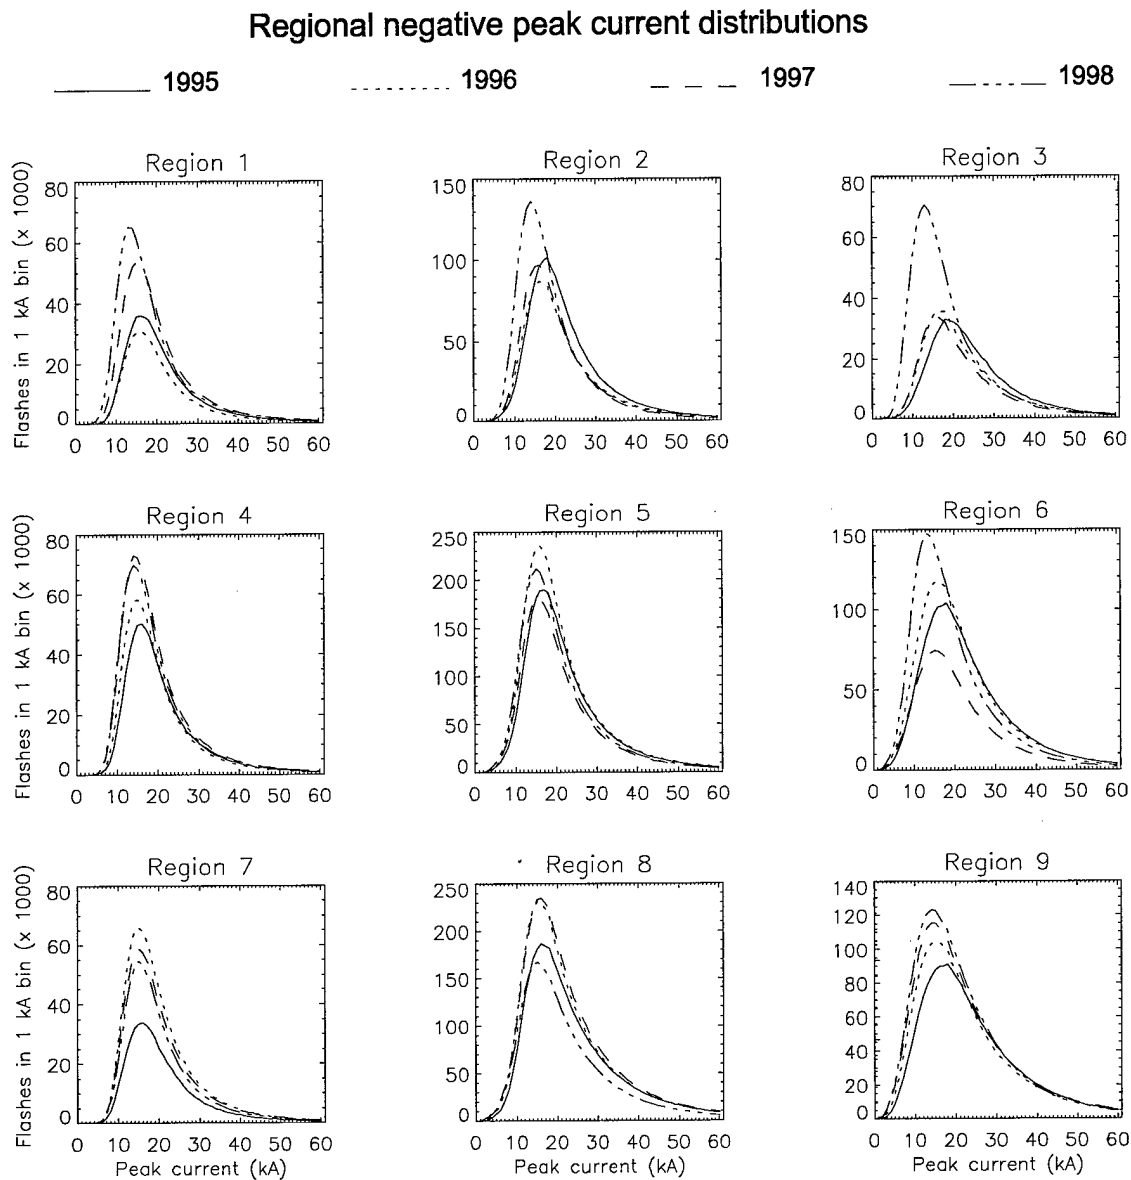 Regional negative peak current distributions
1995 1996 1997 1998
Region 1 Region 2 Region 3
Flashes in 1 kA bin (x 1000)
80 60 40 20 0
0 10 20 30 40 50 60
150 100 50 0
0 10 20 30 40 50 60
80 60 40 20 0
0 10 20 30 40 50 60
Region 4 Region 5 Region 6
Flashes in 1 kA bin (x 1000)
80 60 40 20 0
0 10 20 30 40 50 60
250 200 150 100 50 0
0 10 20 30 40 50 60
150 100 50 0
0 10 20 30 40 50 60
Region 7 Region 8 Region 9
Flashes in 1 kA bin (x 1000)
80 60 40 20 0
0 10 20 30 40 50 60
250 200 150 100 50 0
0 10 20 30 40 50 60
140 120 100 80 60 40 20 0
0 10 20 30 40 50 60
Peak current (kA) Peak current (kA) Peak current (kA)